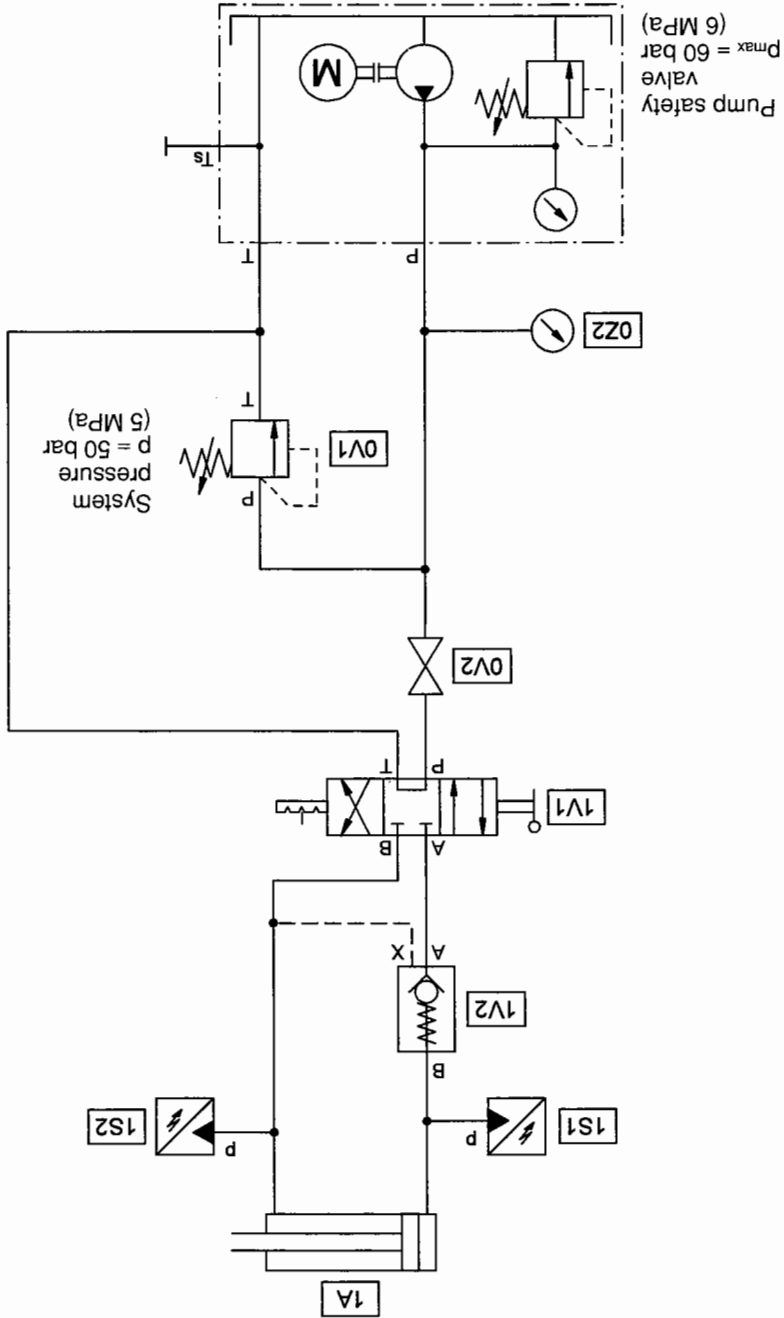 1A
1S1
p
p
1S2
B
1V2
A X
A B
1V1
P T
0V2
P
System
pressure
p = 50 bar
(5 MPa)
0V1
T
0Z2
P
T
Ts
Pump safety
valve
pmax = 60 bar
(6 MPa)
M